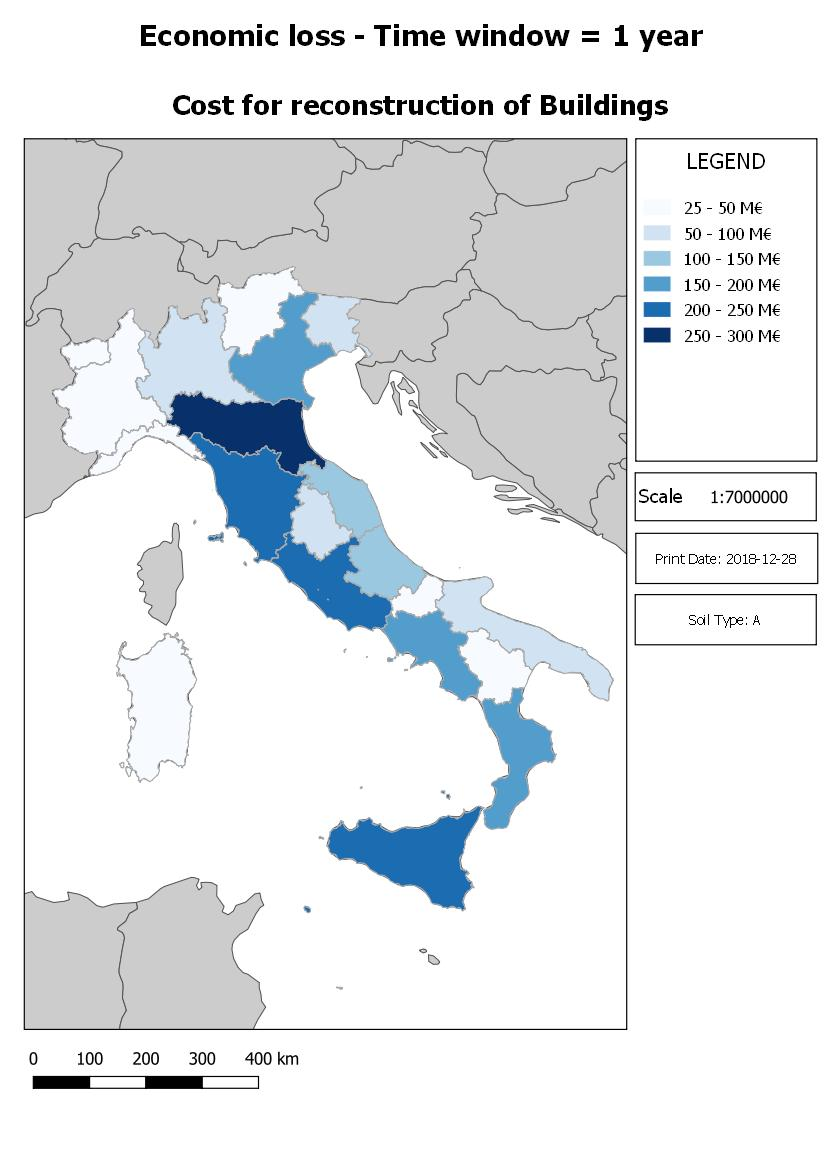 Economic loss - Time window = 1 year
Cost for reconstruction of Buildings
LEGEND
25 - 50 M€
50 - 100 M€
100 - 150 M€
150 - 200 M€
200 - 250 M€
250 - 300 M€
Scale 1:7000000
Print Date: 2018-12-28
Soil Type: A
0 100 200 300 400 km